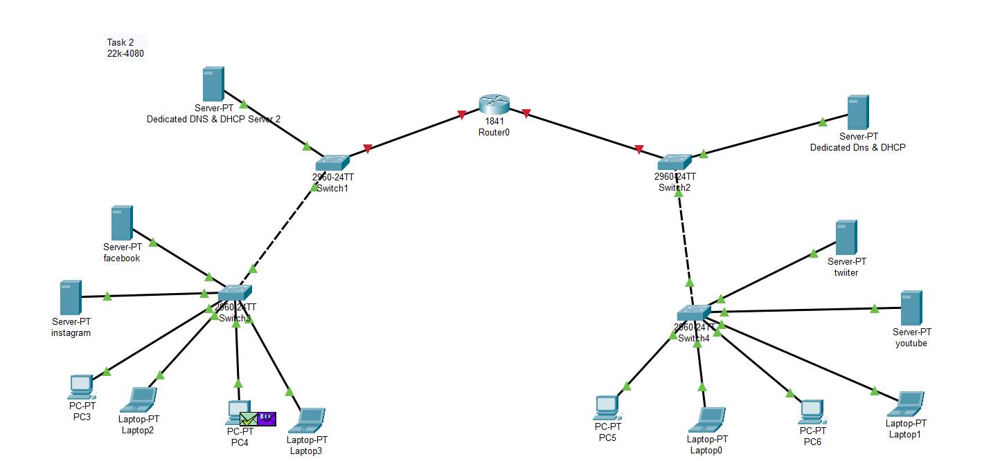 Task 2
22k-4080
Server-PT
Dedicated DNS & DHCP Server 2
1841
Router0
Server-PT
Dedicated Dns & DHCP
2960-24TT
Switch1
2960-24TT
Switch2
Server-PT
facebook
Server-PT
twiiter
Server-PT
instagram
2960-24TT
Switch3
2960-24TT
Switch4
Server-PT
youtube
PC-PT
PC3
Laptop-PT
Laptop2
PC-PT
PC4
Laptop-PT
Laptop3
PC-PT
PC5
Laptop-PT
Laptop0
PC-PT
PC6
Laptop-PT
Laptop1